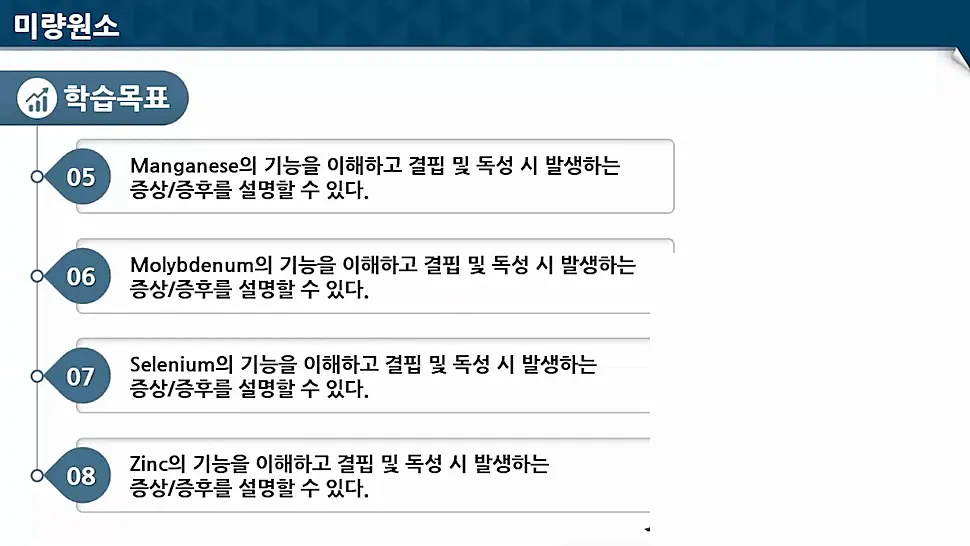 미량원소
학습목표
05
Manganese의 기능을 이해하고 결핍 및 독성 시 발생하는
증상/증후를 설명할 수 있다.
06
Molybdenum의 기능을 이해하고 결핍 및 독성 시 발생하는
증상/증후를 설명할 수 있다.
07
Selenium의 기능을 이해하고 결핍 및 독성 시 발생하는
증상/증후를 설명할 수 있다.
08
Zinc의 기능을 이해하고 결핍 및 독성 시 발생하는
증상/증후를 설명할 수 있다.